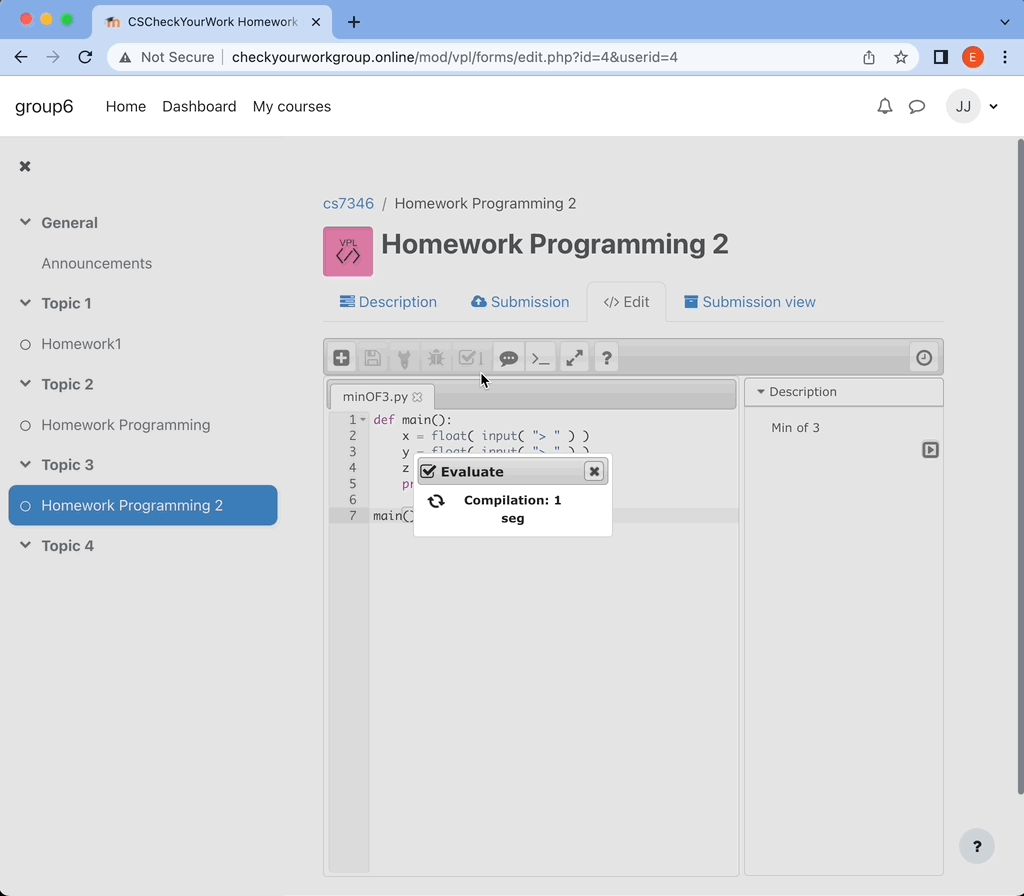 CSCheckYourWork Homework
Not Secure
checkyourworkgroup.online/mod/vpl/forms/edit.php?id=4&userid=4
E
group6
Home
Dashboard
My courses
JJ
General
Announcements
Topic 1
Homework1
Topic 2
Homework Programming
Topic 3
Homework Programming 2
Topic 4
cs7346 / Homework Programming 2
VPL
Homework Programming 2
Description
Submission
</> Edit
Submission view
?
minOF3.py
1 def main():
2 x = float( input( "> " ) )
3 y = float( input( "> " ) )
4 z
5 pr
6
7 main()
Evaluate
Compilation: 1
seg
Description
Min of 3
?